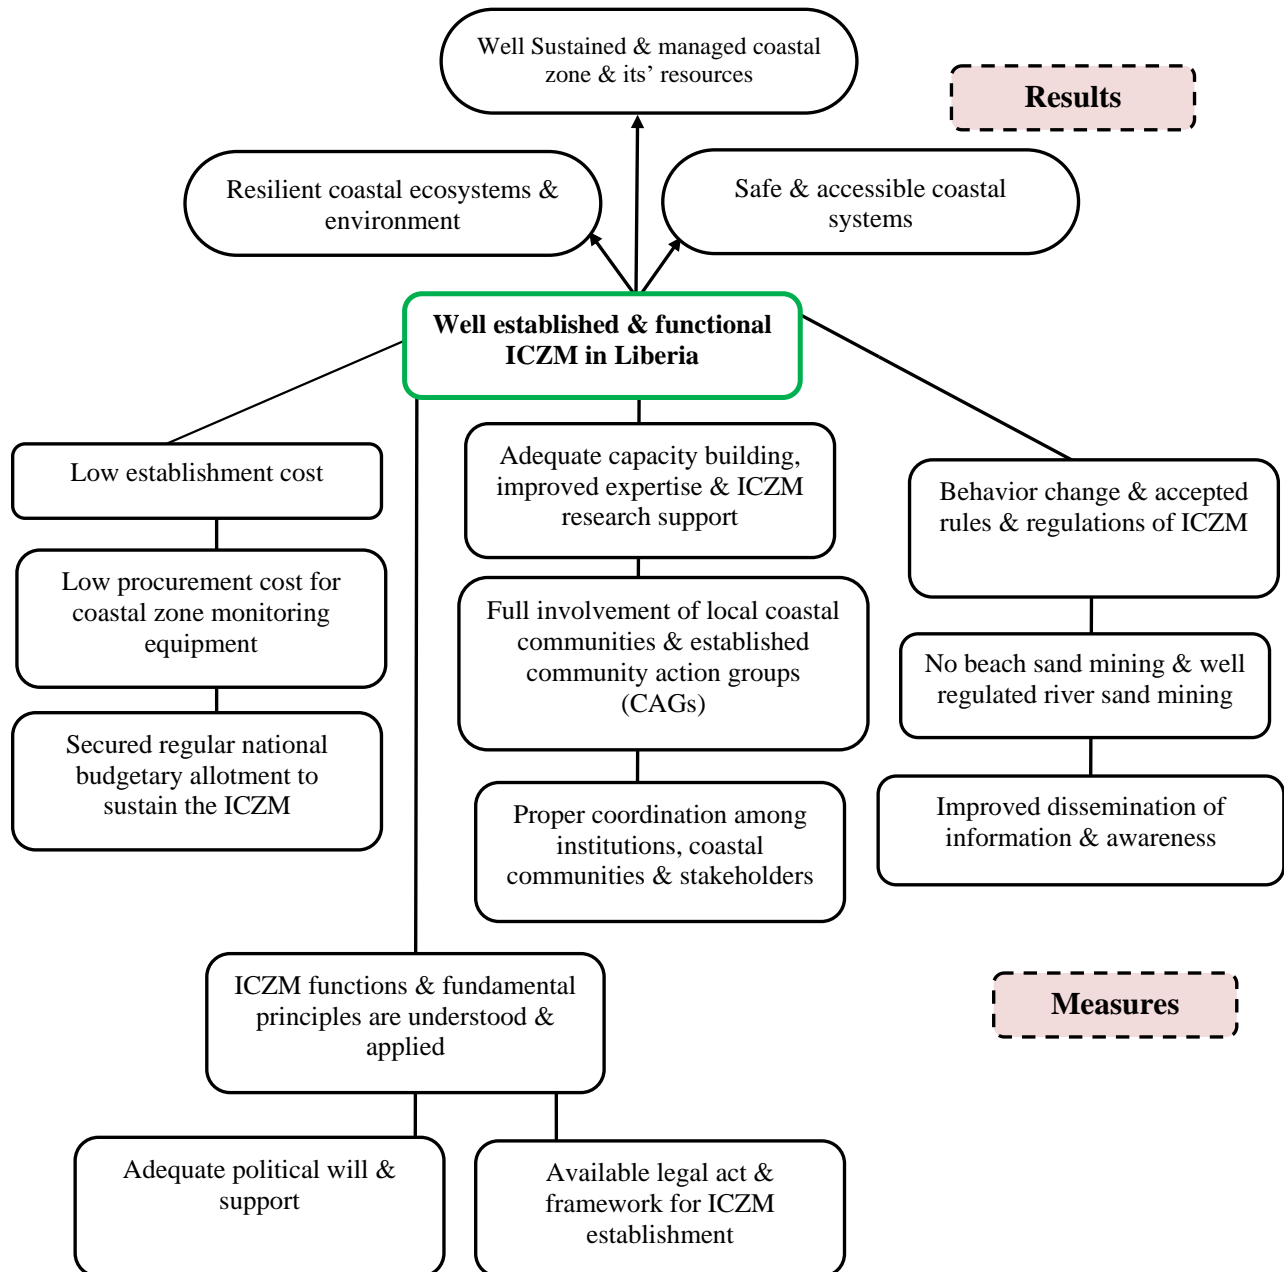 Well Sustained & managed coastal
zone & its’ resources
Results
Resilient coastal ecosystems &
environment
Safe & accessible coastal
systems
Well established & functional
ICZM in Liberia
Low establishment cost
Low procurement cost for
coastal zone monitoring
equipment
Secured regular national
budgetary allotment to
sustain the ICZM
Adequate capacity building,
improved expertise & ICZM
research support
Full involvement of local coastal
communities & established
community action groups
(CAGs)
Proper coordination among
institutions, coastal
communities & stakeholders
Behavior change & accepted
rules & regulations of ICZM
No beach sand mining & well
regulated river sand mining
Improved dissemination of
information & awareness
ICZM functions & fundamental
principles are understood &
applied
Measures
Adequate political will &
support
Available legal act &
framework for ICZM
establishment